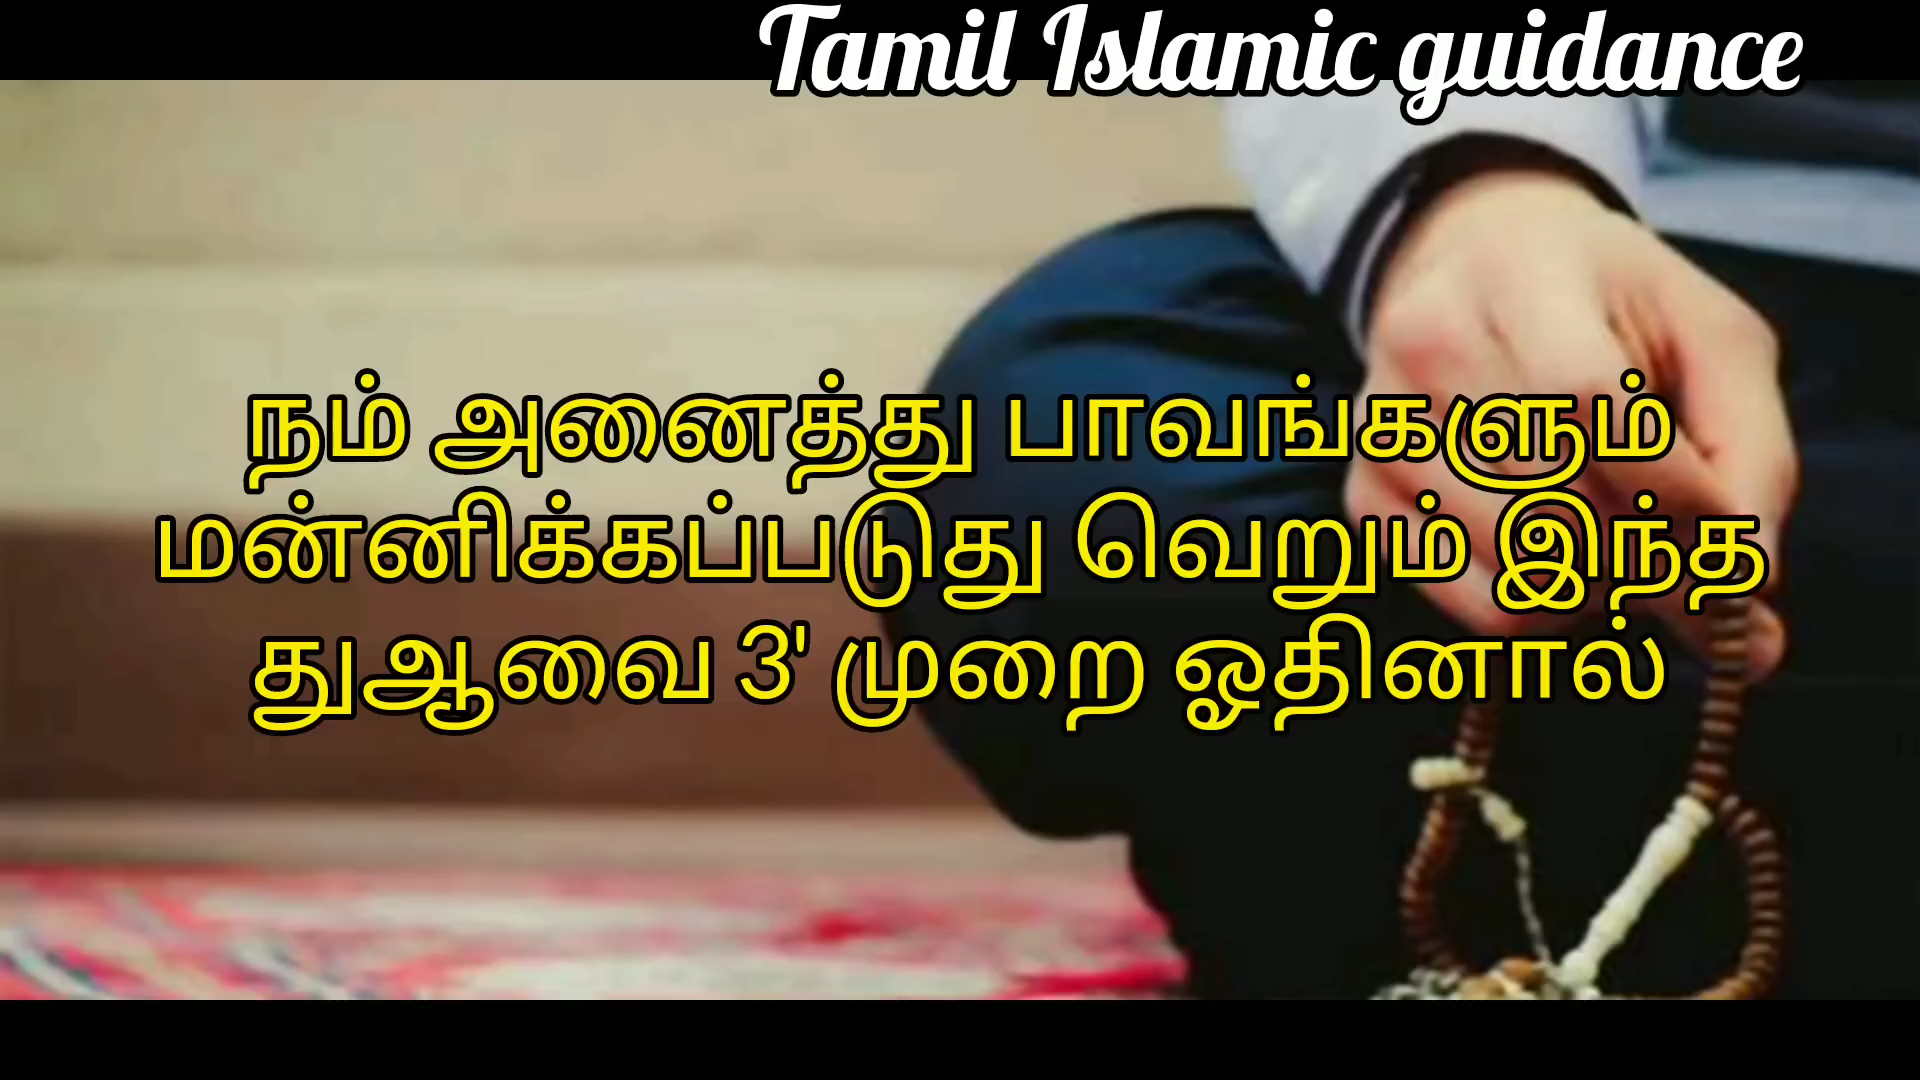 Tamil Islamic guidance
நம் அனைத்து பாவங்களும்
மன்னிக்கப்படுது வெறும் இந்த
துஆவை 3' முறை ஓதினால்